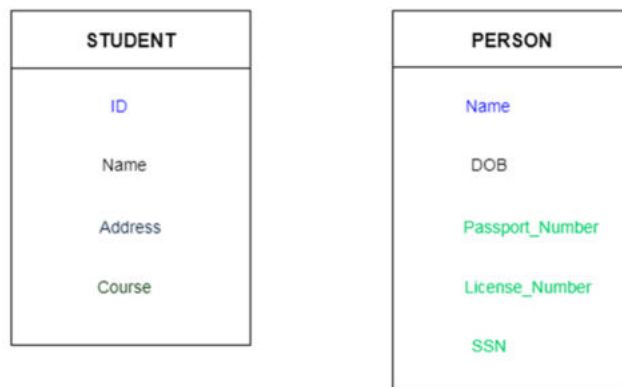 STUDENT
ID
Name
Address
Course
PERSON
Name
DOB
Passport_Number
License_Number
SSN